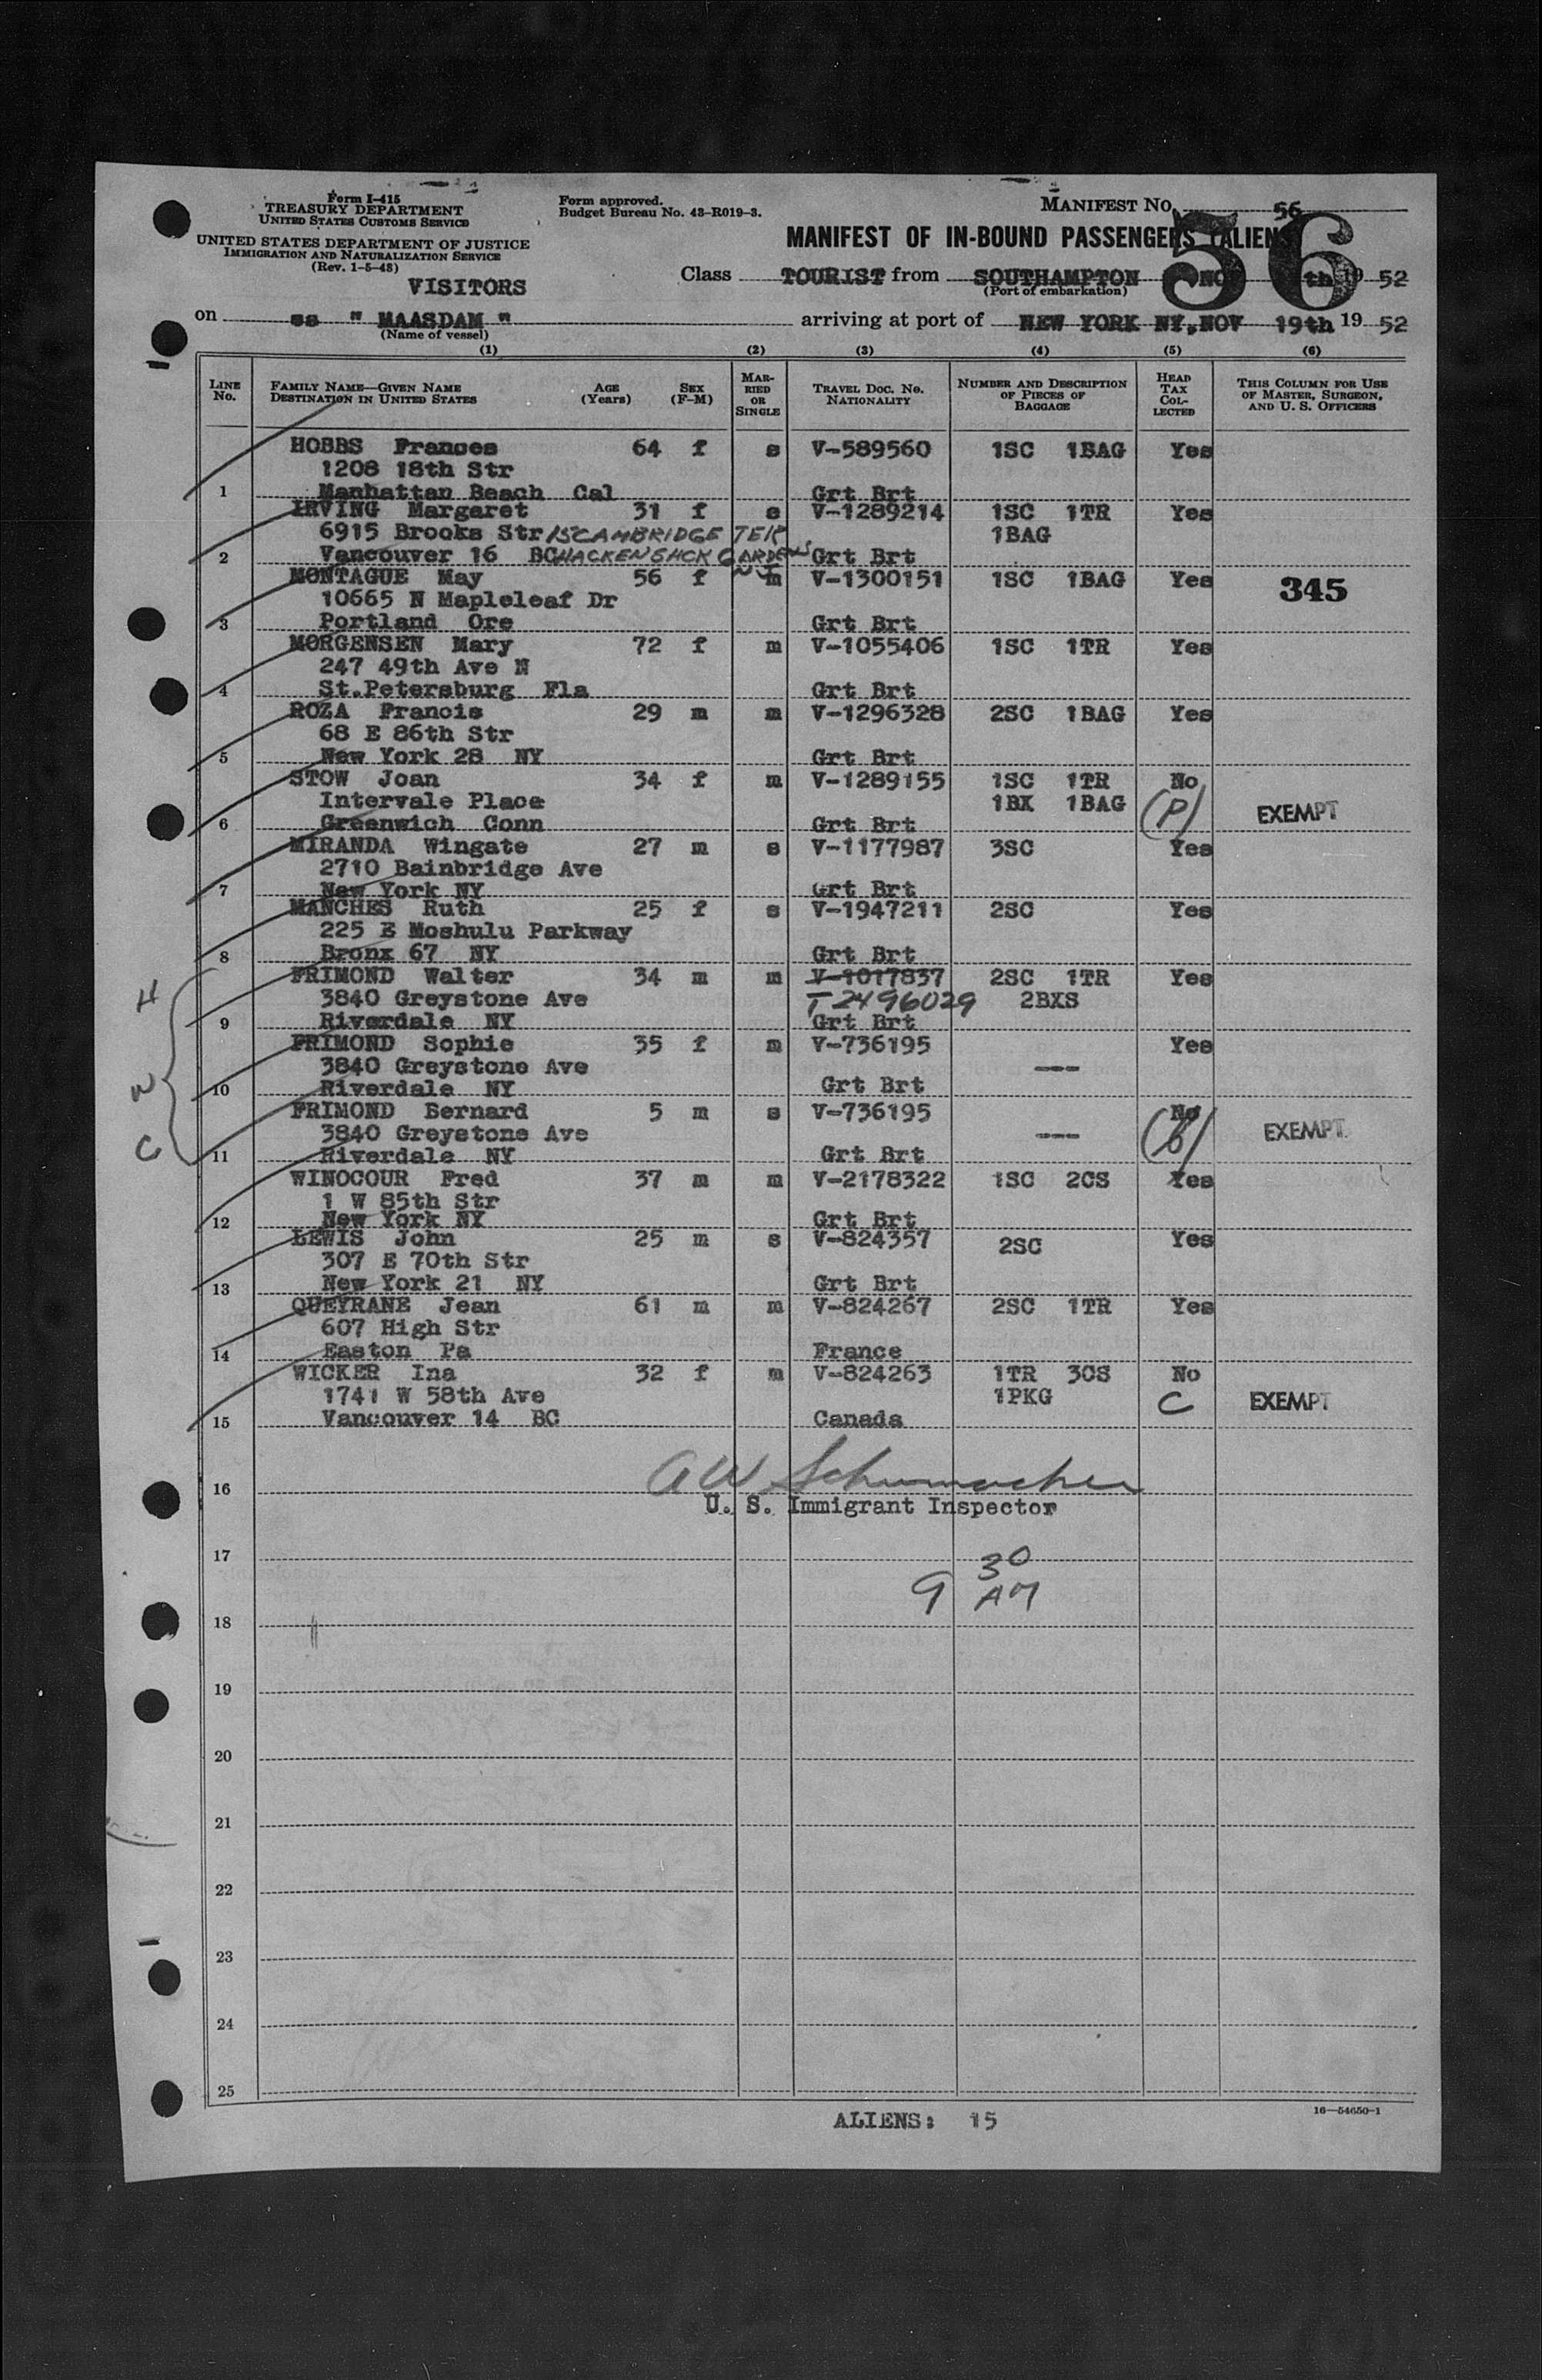 Form I-415
TREASURY DEPARTMENT
UNITED STATES CUSTOMS SERVICE
UNITED STATES DEPARTMENT OF JUSTICE
IMMIGRATION AND NATURALIZATION SERVICE
(Rev. 1-5-48)
VISITORS
Form approved.
Budget Bureau No. 43-R019-3.
MANIFEST No. 56
56
MANIFEST OF IN-BOUND PASSENGERS (ALIENS)
Class TOURIST from SOUTHAMPTON th 19 52
(Port of embarkation)
on ss " MAASDAM " arriving at port of NEW YORK NY,NOV 19th 19 52
(Name of vessel)
(1) (2) (3) (4) (5) (6)
LINE No. FAMILY NAME—GIVEN NAME DESTINATION IN UNITED STATES AGE (Years) SEX (F-M) MARRIED OR SINGLE TRAVEL DOC. NO. NATIONALITY NUMBER AND DESCRIPTION OF PIECES OF BAGGAGE HEAD TAX COLLECTED THIS COLUMN FOR USE OF MASTER, SURGEON, AND U. S. OFFICERS
HOBBS Frances 64 f s V-589560 1SC 1BAG Yes
1208 18th Str
1 Manhattan Beach Cal Grt Brt
IRVING Margaret 31 f s V-1289214 1SC 1TR Yes
6915 Brooks Str 15 CAMBRIDGE TER 1BAG
2 Vancouver 16 BC HACKENSACK GARDENS NJ Grt Brt
MONTAGUE May 56 f m V-1300151 1SC 1BAG Yes 345
10665 N Mapleleaf Dr
3 Portland Ore Grt Brt
MORGENSEN Mary 72 f m V-1055406 1SC 1TR Yes
247 49th Ave N
4 St.Petersburg Fla Grt Brt
ROZA Francis 29 m m V-1296328 2SC 1BAG Yes
68 E 86th Str
5 New York 28 NY Grt Brt
STOW Joan 34 f m V-1289155 1SC 1TR No
Intervale Place 1BX 1BAG (P) EXEMPT
6 Greenwich Conn Grt Brt
MIRANDA Wingate 27 m s V-1177987 3SC Yes
2710 Bainbridge Ave
7 New York NY Grt Brt
MANCHES Ruth 25 f s V-1947211 2SC Yes
225 E Moshulu Parkway
8 Bronx 67 NY Grt Brt
H FRIMOND Walter 34 m m V-1017837 2SC 1TR Yes
3840 Greystone Ave T 2496029 2BXS
9 Riverdale NY Grt Brt
FRIMOND Sophie 35 f m V-736195 Yes
W 3840 Greystone Ave ---
10 Riverdale NY Grt Brt
FRIMOND Bernard 5 m s V-736195 No
C 3840 Greystone Ave --- (6) EXEMPT
11 Riverdale NY Grt Brt
WINOCOUR Fred 37 m m V-2178322 1SC 2CS Yes
1 W 85th Str
12 New York NY Grt Brt
LEWIS John 25 m s V-824357 2SC Yes
307 E 70th Str
13 New York 21 NY Grt Brt
QUEYRANE Jean 61 m m V-824267 2SC 1TR Yes
607 High Str
14 Easton Pa France
WICKER Ina 32 f m V-824263 1TR 3CS No
1741 W 58th Ave 1PKG C EXEMPT
15 Vancouver 14 BC Canada
16 A W Schumacher
U. S. Immigrant Inspector
17
9 30 AM
18
19
20
21
22
23
24
25
ALIENS: 15
16—54650-1